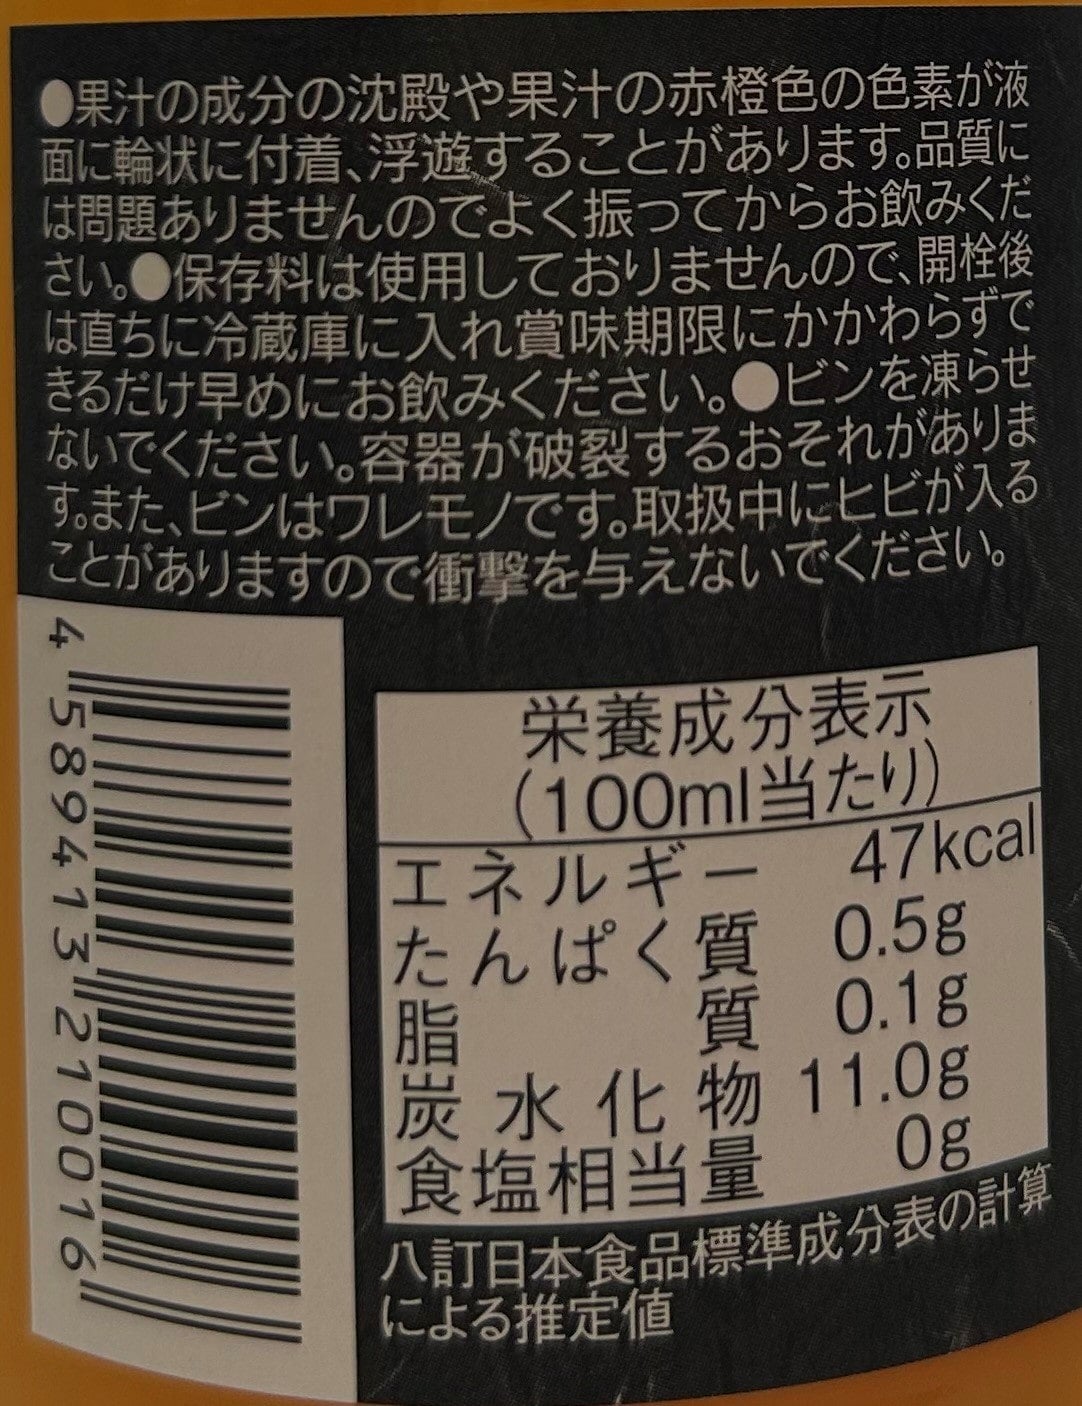 ●果汁の成分の沈殿や果汁の赤橙色の色素が液
面に輪状に付着、浮遊することがあります。品質に
は問題ありませんのでよく振ってからお飲みくだ
さい。●保存料は使用しておりませんので、開栓後
は直ちに冷蔵庫に入れ賞味期限にかかわらずで
きるだけ早めにお飲みください。●ビンを凍らせ
ないでください。容器が破裂するおそれがありま
す。また、ビンはワレモノです。取扱中にヒビが入る
ことがありますので衝撃を与えないでください。
4 589413 210016
栄養成分表示
(100ml当たり)
エネルギー 47kcal
たんぱく質 0.5g
脂質 0.1g
炭水化物 11.0g
食塩相当量 0g
八訂日本食品標準成分表の計算
による推定値